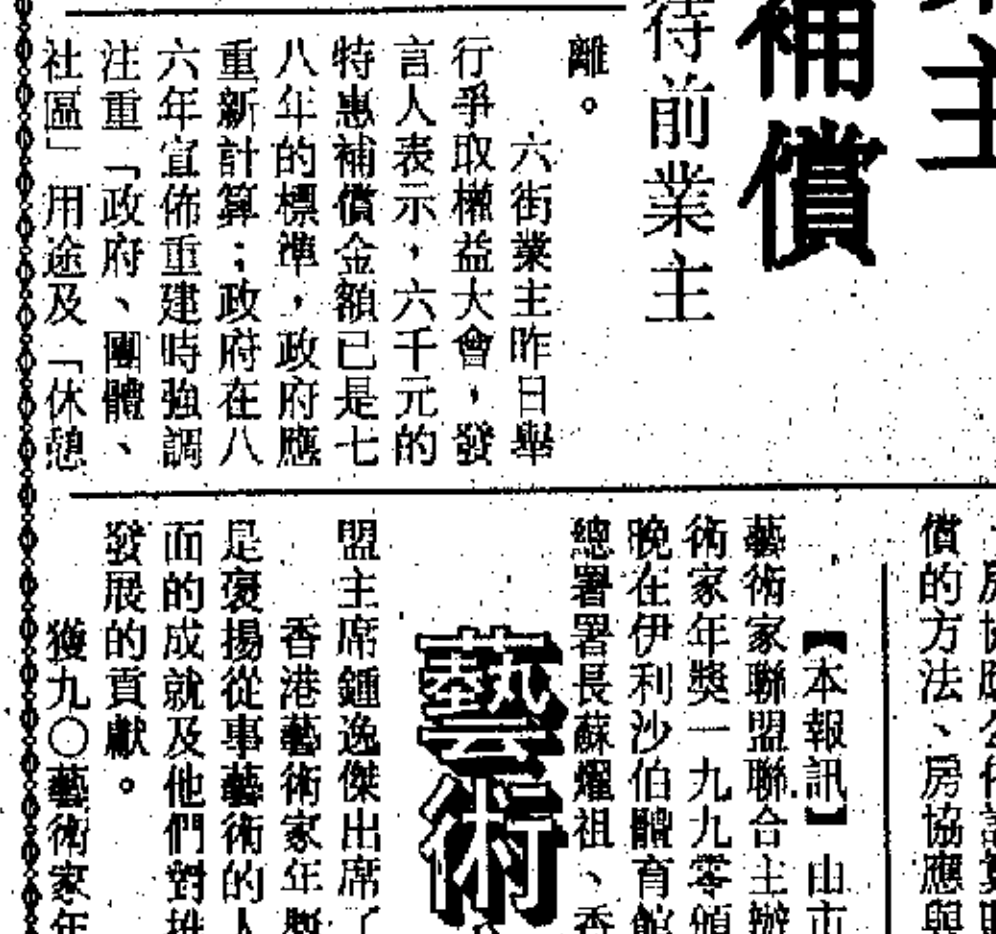 主
補償
待前業主
離。
六街業主昨日舉
行爭取權益大會，發
言人表示，六千元的
特惠補償金額已是七
八年的標準，政府應
重新計算；政府在八
六年宣佈重建時強調
注重「政府、團體、
社區」用途及「休憩
償的方法、房協應與
【本報訊】由市
藝術家聯盟聯合主辦
術家年獎一九九零頒
晚在伊利沙伯體育館
總署署長蘇燿祖、香
藝術
盟主席鍾逸傑出席了
香港藝術家年獎
是褒揚從事藝術的人
面的成就及他們對推
發展的貢獻。
獲九〇藝術家年